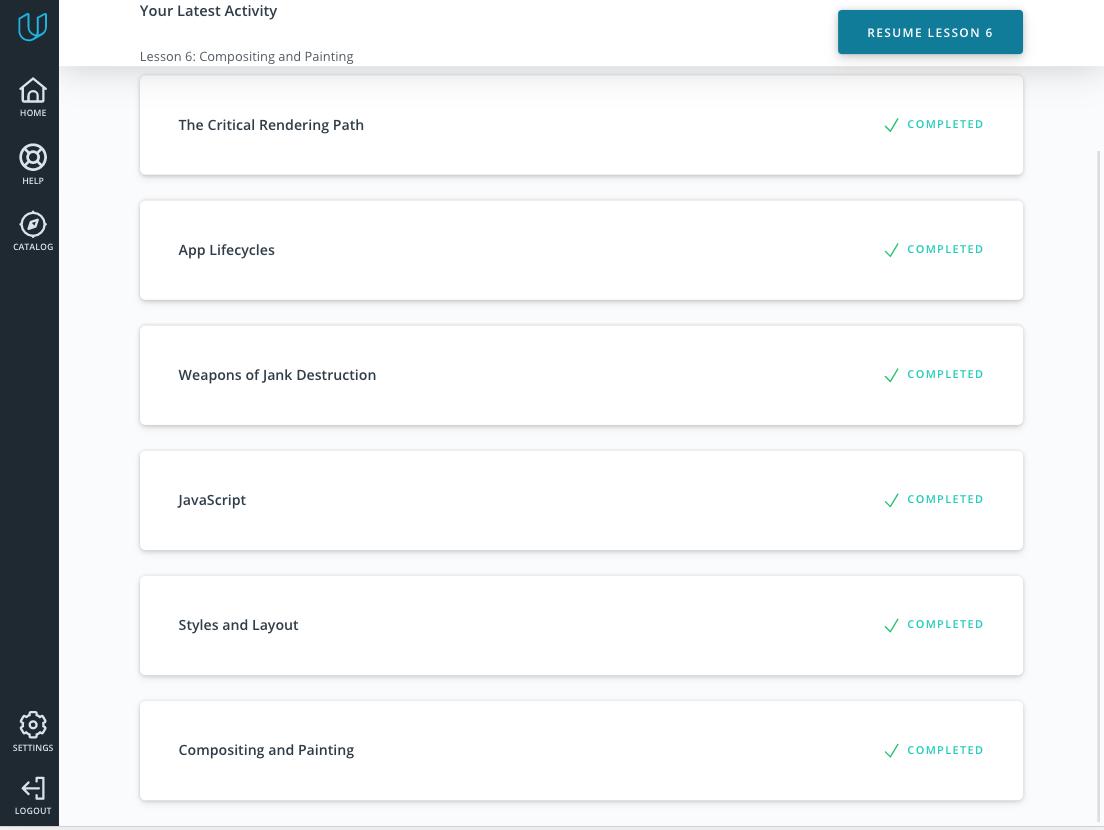 Your Latest Activity
RESUME LESSON 6
Lesson 6: Compositing and Painting
HOME
HELP
CATALOG
The Critical Rendering Path
COMPLETED
App Lifecycles
COMPLETED
Weapons of Jank Destruction
COMPLETED
JavaScript
COMPLETED
Styles and Layout
COMPLETED
Compositing and Painting
COMPLETED
SETTINGS
LOGOUT